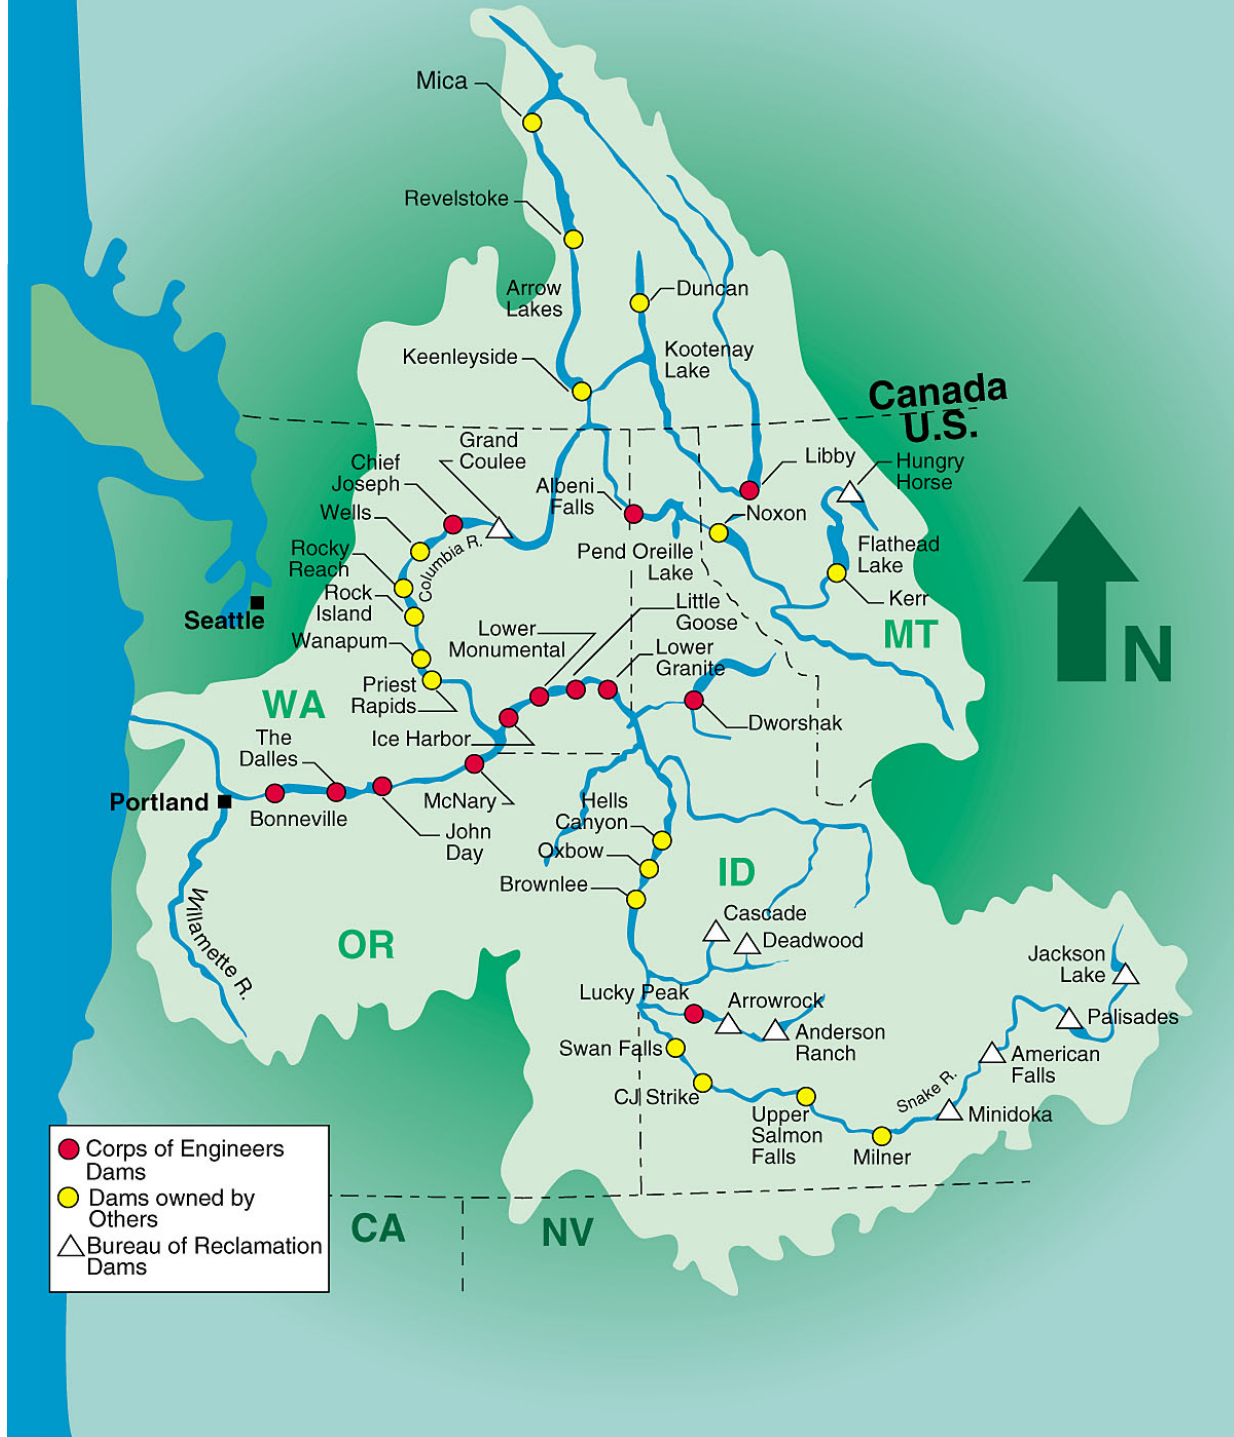 Mica
Revelstoke
Arrow
Lakes
Duncan
Keenleyside
Kootenay
Lake
Canada
U.S.
Grand
Coulee
Chief
Joseph
Libby
Hungry
Horse
Albeni
Falls
Wells
Noxon
Columbia R.
Rocky
Reach
Pend Oreille
Lake
Flathead
Lake
Rock
Island
Kerr
Seattle
Little
Goose
Lower
Monumental
Wanapum
MT
N
Lower
Granite
Priest
Rapids
WA
Ice Harbor
Dworshak
The
Dalles
Portland
Bonneville
McNary
John
Day
Hells
Canyon
Oxbow
Brownlee
ID
Willamette R.
OR
Cascade
Deadwood
Jackson
Lake
Lucky Peak
Arrowrock
Anderson
Ranch
Palisades
Swan Falls
American
Falls
CJ Strike
Snake R.
Upper
Salmon
Falls
Minidoka
Milner
Corps of Engineers
Dams
Dams owned by
Others
Bureau of Reclamation
Dams
CA
NV